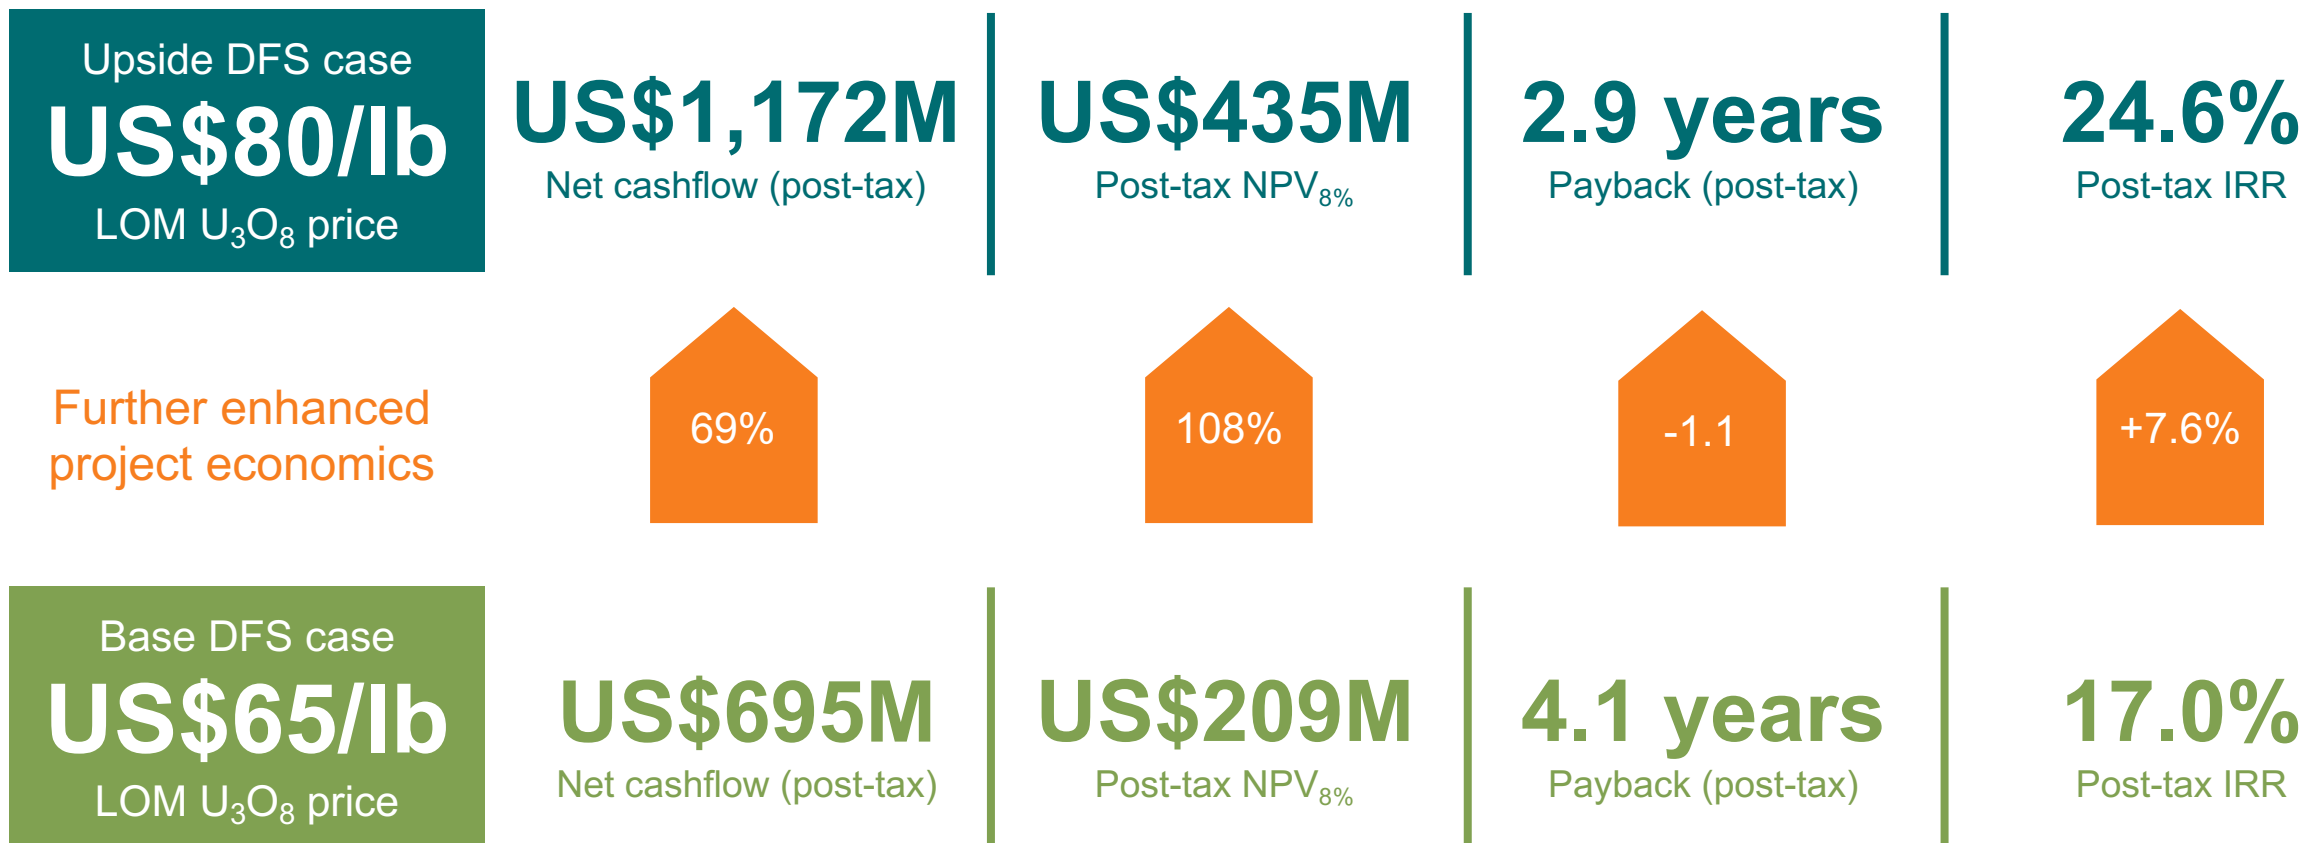 Upside DFS case
US$80/lb
LOM U₃O₈ price
US$1,172M
Net cashflow (post-tax)
US$435M
Post-tax NPV₈%
2.9 years
Payback (post-tax)
24.6%
Post-tax IRR
Further enhanced
project economics
69%
108%
-1.1
+7.6%
Base DFS case
US$65/lb
LOM U₃O₈ price
US$695M
Net cashflow (post-tax)
US$209M
Post-tax NPV₈%
4.1 years
Payback (post-tax)
17.0%
Post-tax IRR